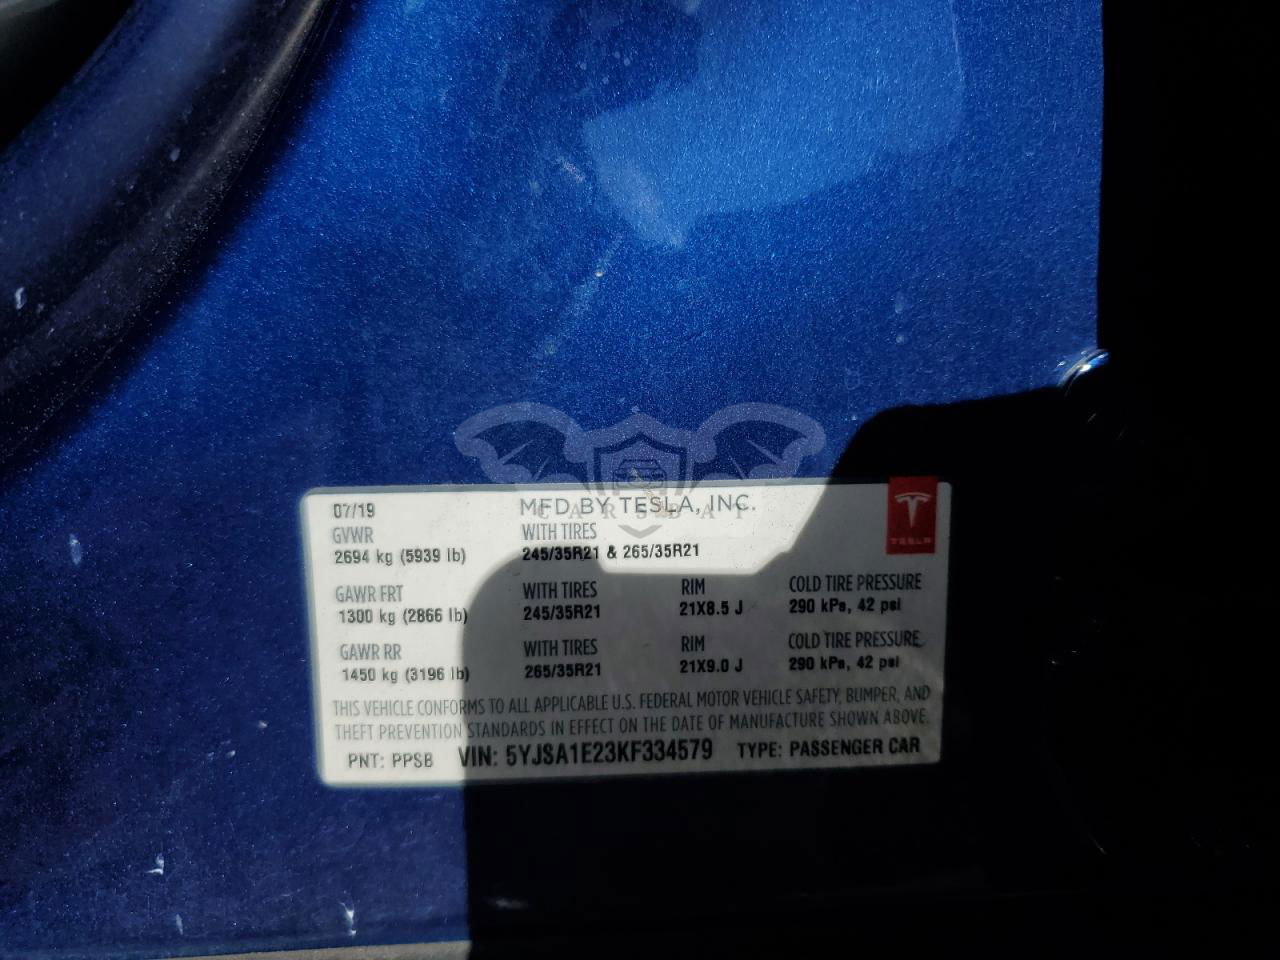 07/19 MFD BY TESLA, INC.
GVWR WITH TIRES
2694 kg (5939 lb) 245/35R21 & 265/35R21
TESLA
GAWR FRT WITH TIRES RIM COLD TIRE PRESSURE
1300 kg (2866 lb) 245/35R21 21X8.5 J 290 kPa, 42 psi
GAWR RR WITH TIRES RIM COLD TIRE PRESSURE
1450 kg (3196 lb) 265/35R21 21X9.0 J 290 kPa, 42 psi
THIS VEHICLE CONFORMS TO ALL APPLICABLE U.S. FEDERAL MOTOR VEHICLE SAFETY, BUMPER, AND
THEFT PREVENTION STANDARDS IN EFFECT ON THE DATE OF MANUFACTURE SHOWN ABOVE.
PNT: PPSB VIN: 5YJSA1E23KF334579 TYPE: PASSENGER CAR
CARSBAT